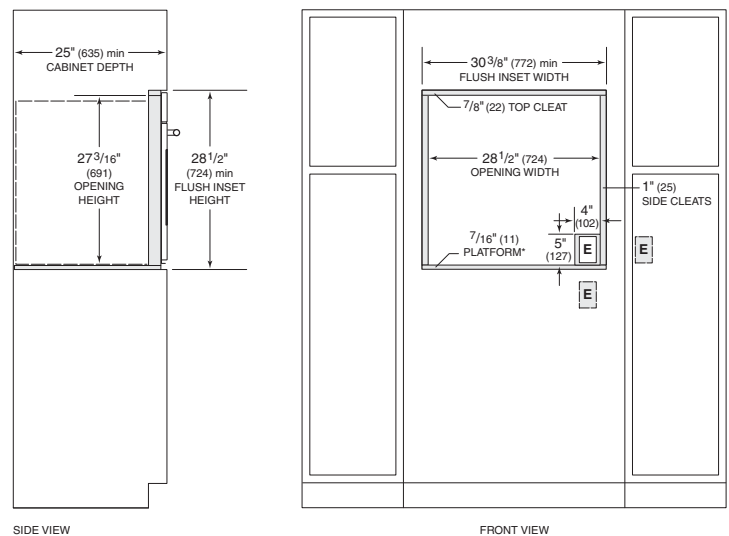 25" (635) min
CABINET DEPTH
27 3/16"
(691)
OPENING
HEIGHT
28 1/2"
(724) min
FLUSH INSET
HEIGHT
SIDE VIEW
30 3/8" (772) min
FLUSH INSET WIDTH
7/8" (22) TOP CLEAT
28 1/2" (724)
OPENING WIDTH
1" (25)
SIDE CLEATS
4"
(102)
7/16" (11)
PLATFORM*
5"
(127)
E
E
E
FRONT VIEW